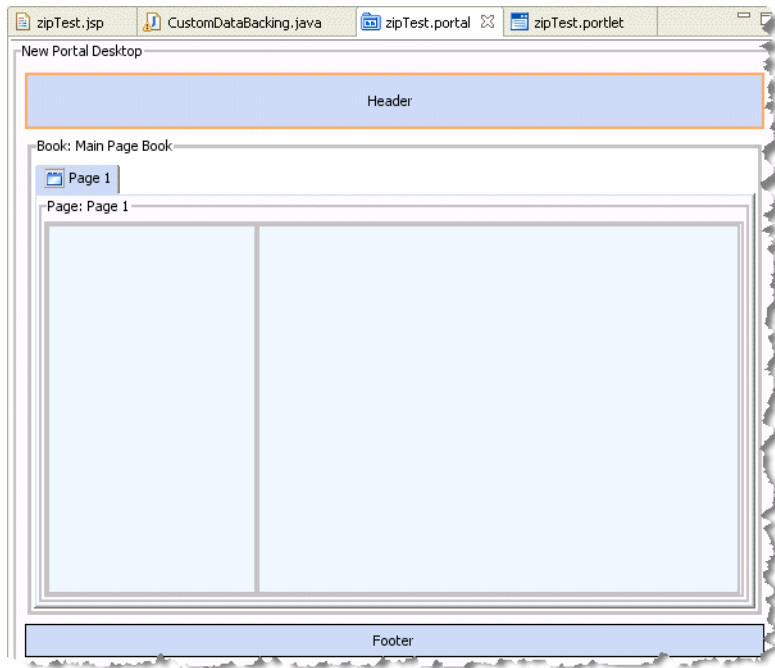 zipTest.jsp CustomDataBacking.java zipTest.portal zipTest.portlet
New Portal Desktop
Header
Book: Main Page Book
Page 1
Page: Page 1
Footer